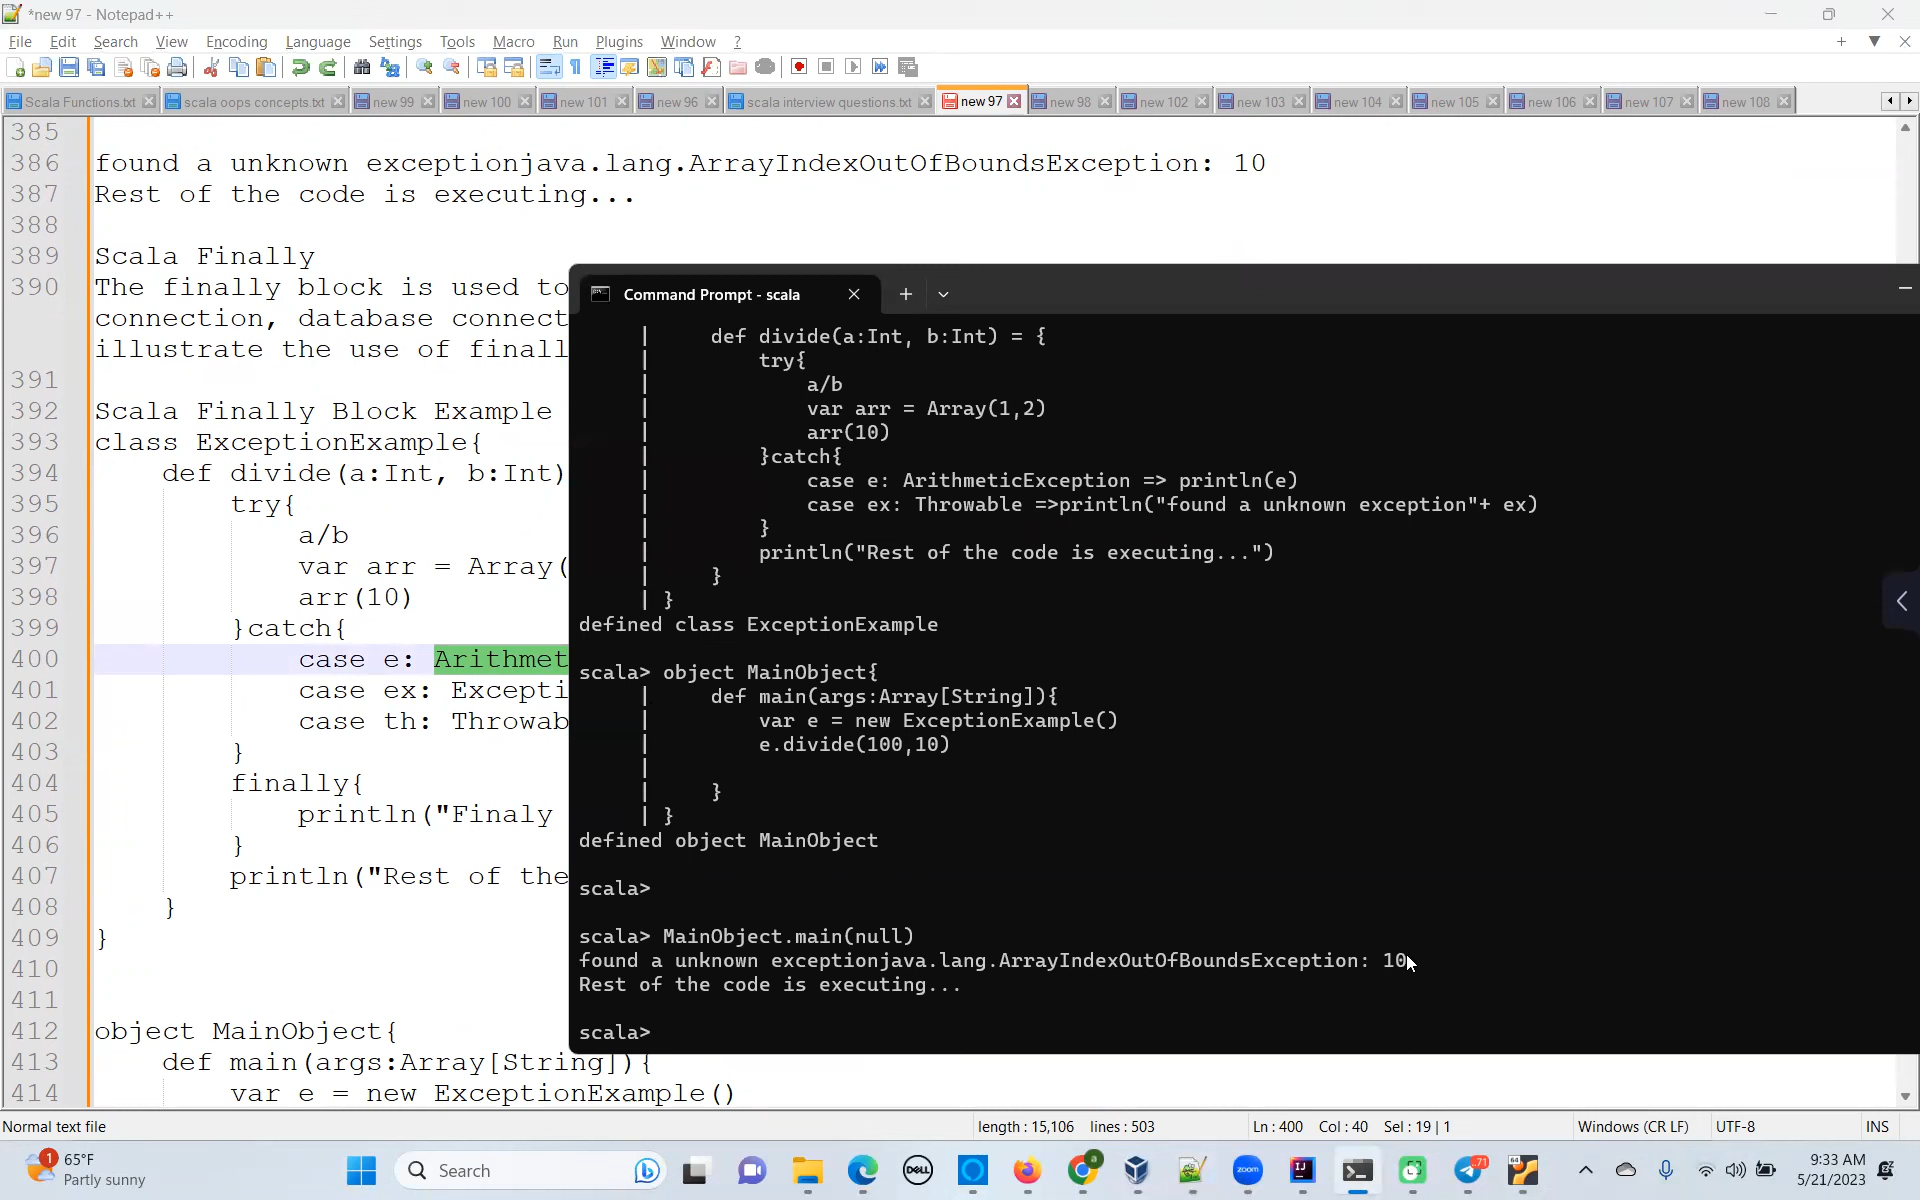 *new 97 - Notepad++
File Edit Search View Encoding Language Settings Tools Macro Run Plugins Window ?
Scala Functions.txt scala oops concepts.txt new 99 new 100 new 101 new 96 scala interview questions.txt new 97 new 98 new 102 new 103 new 104 new 105 new 106 new 107 new 108
385
386 found a unknown exceptionjava.lang.ArrayIndexOutOfBoundsException: 10
387 Rest of the code is executing...
388
389 Scala Finally
390 The finally block is used to
connection, database connect
illustrate the use of finall
391
392 Scala Finally Block Example
393 class ExceptionExample{
394 def divide(a:Int, b:Int)
395 try{
396 a/b
397 var arr = Array(
398 arr(10)
399 }catch{
400 case e: Arithmet
401 case ex: Excepti
402 case th: Throwab
403 }
404 finally{
405 println("Finaly
406 }
407 println("Rest of the
408 }
409 }
410
411
412 object MainObject{
413 def main(args:Array[String]){
414 var e = new ExceptionExample()
Command Prompt - scala
| def divide(a:Int, b:Int) = {
| try{
| a/b
| var arr = Array(1,2)
| arr(10)
| }catch{
| case e: ArithmeticException => println(e)
| case ex: Throwable =>println("found a unknown exception"+ ex)
| }
| println("Rest of the code is executing...")
| }
| }
defined class ExceptionExample
scala> object MainObject{
| def main(args:Array[String]){
| var e = new ExceptionExample()
| e.divide(100,10)
|
| }
| }
defined object MainObject
scala>
scala> MainObject.main(null)
found a unknown exceptionjava.lang.ArrayIndexOutOfBoundsException: 10
Rest of the code is executing...
scala>
Normal text file length : 15,106 lines : 503 Ln : 400 Col : 40 Sel : 19 | 1 Windows (CR LF) UTF-8 INS
1 65°F
Partly sunny
Search
DELL
zoom
IJ
a
71
64
9:33 AM
5/21/2023